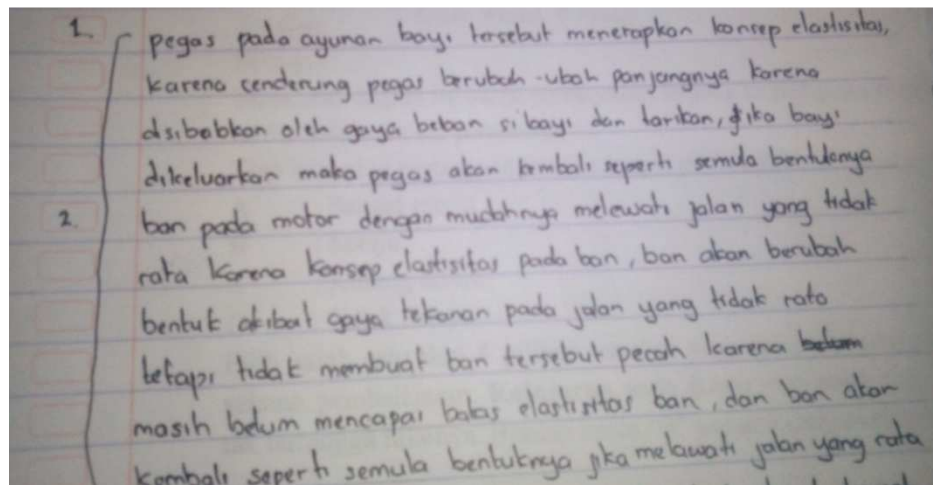 1. pegas pada ayunan bayi tersebut menerapkan konsep elastisitas,
karena cenderung pegas berubah-ubah panjangnya karena
disibabkan oleh gaya beban si bayi dan tarikan, jika bayi
dikeluarkan maka pegas akan kembali seperti semula bentuknya
2. ban pada motor dengan mudahnya melewati jalan yang tidak
rata karena konsep elastisitas pada ban, ban akan berubah
bentuk akibat gaya tekanan pada jalan yang tidak rata
tetapi tidak membuat ban tersebut pecah karena
masih belum mencapai batas elastisitas ban, dan ban akan
kembali seperti semula bentuknya jika melawati jalan yang rata